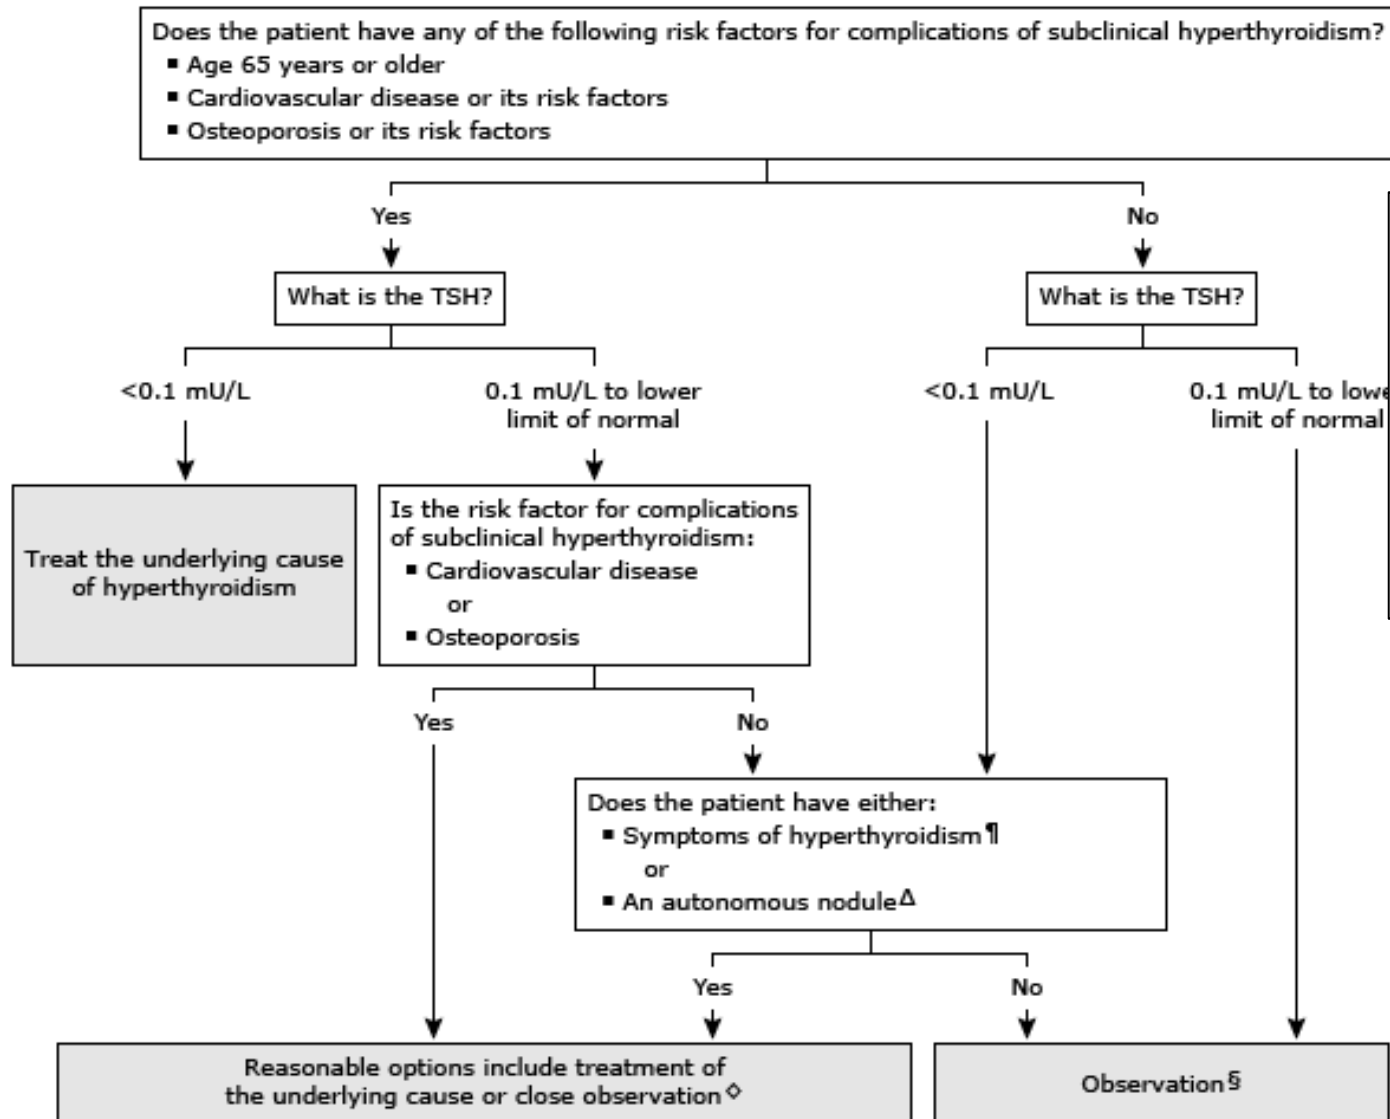 Does the patient have any of the following risk factors for complications of subclinical hyperthyroidism?
▪ Age 65 years or older
▪ Cardiovascular disease or its risk factors
▪ Osteoporosis or its risk factors
Yes
No
What is the TSH?
What is the TSH?
<0.1 mU/L
0.1 mU/L to lower
limit of normal
<0.1 mU/L
0.1 mU/L to lowe
limit of normal
Treat the underlying cause
of hyperthyroidism
Is the risk factor for complications
of subclinical hyperthyroidism:
▪ Cardiovascular disease
or
▪ Osteoporosis
Yes
No
Does the patient have either:
▪ Symptoms of hyperthyroidism¶
or
▪ An autonomous noduleΔ
Yes
No
Reasonable options include treatment of
the underlying cause or close observation◇
Observation§